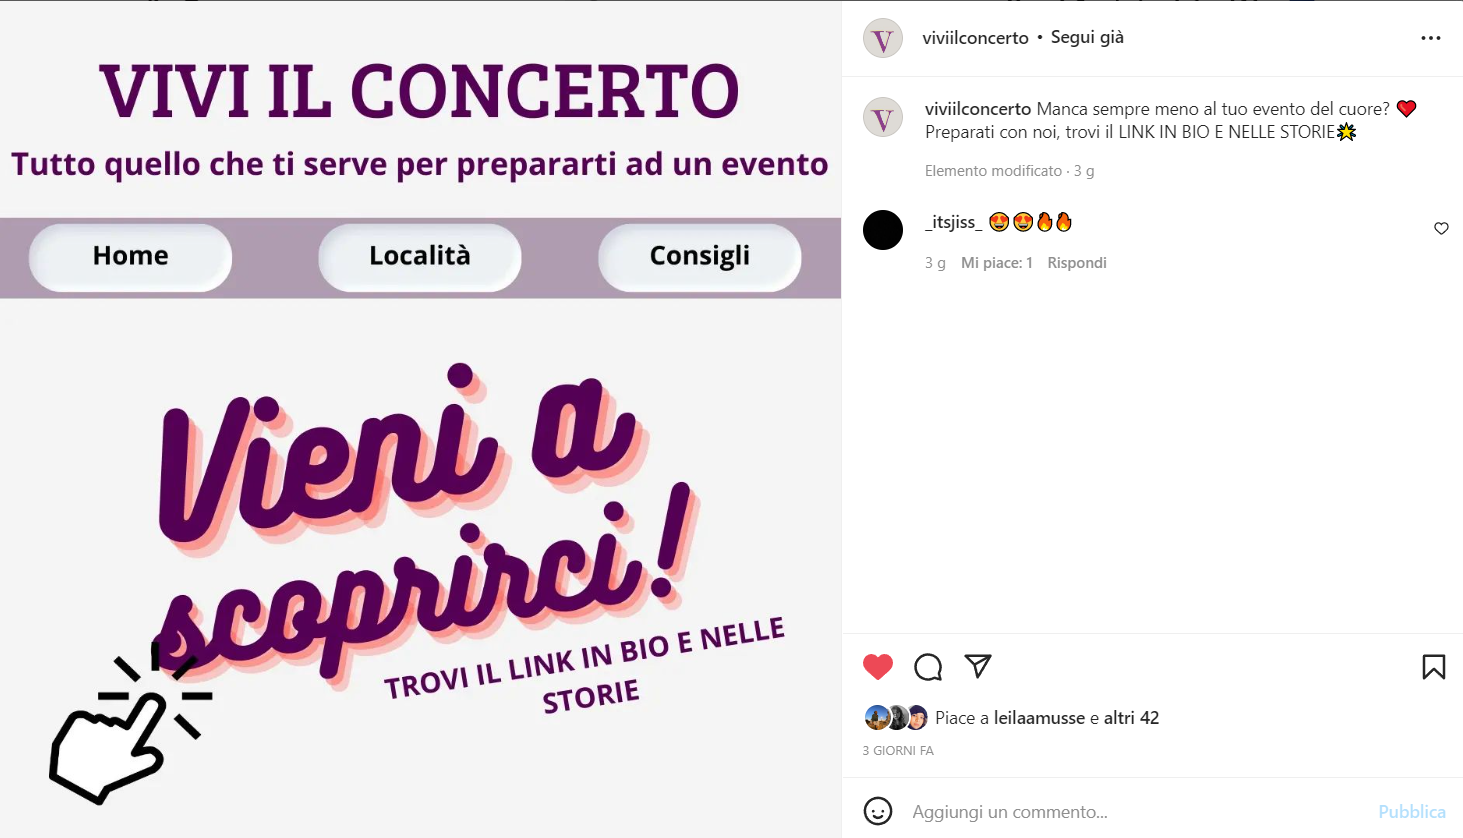 VIVI IL CONCERTO
Tutto quello che ti serve per prepararti ad un evento
Home
Località
Consigli
Vieni a
scoprirci!
TROVI IL LINK IN BIO E NELLE
STORIE
V
viviilconcerto • Segui già
V
viviilconcerto Manca sempre meno al tuo evento del cuore? ❤️
Preparati con noi, trovi il LINK IN BIO E NELLE STORIE🌟
Elemento modificato · 3 g
_itsjiss_ 😍😍🔥🔥
3 g Mi piace: 1 Rispondi
Piace a leilaamusse e altri 42
3 GIORNI FA
Aggiungi un commento...
Pubblica